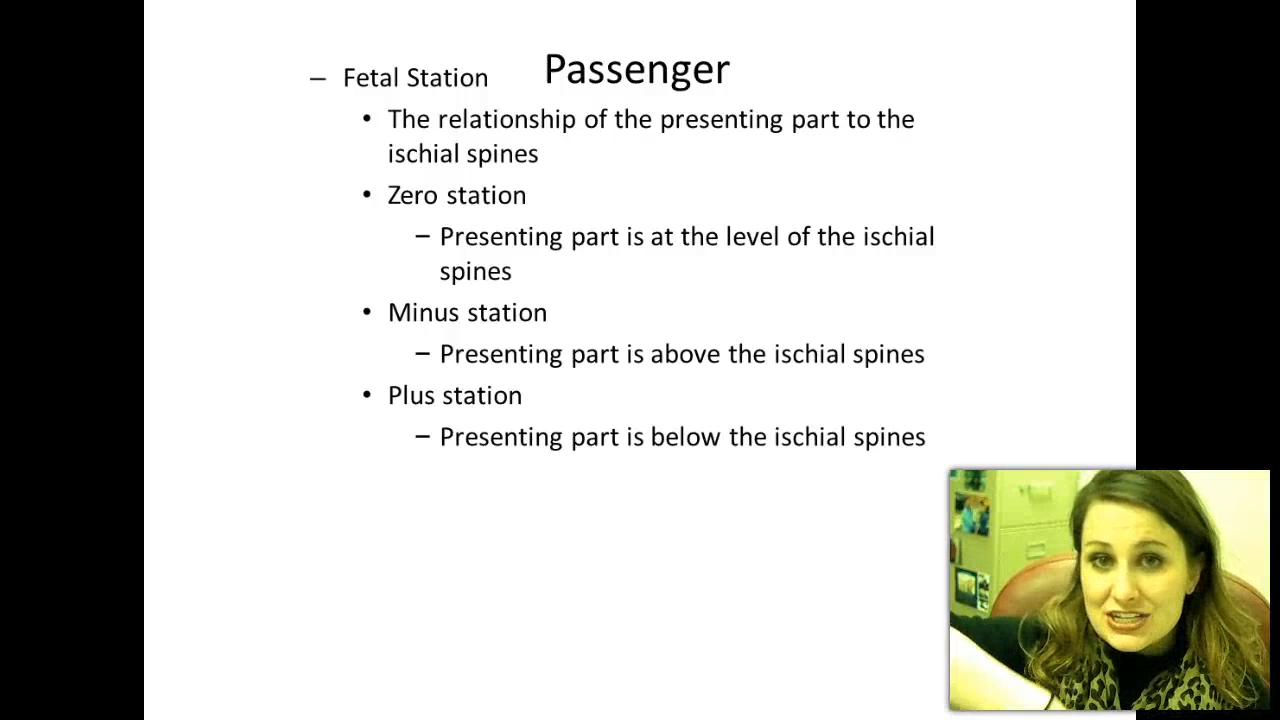 Passenger
– Fetal Station
• The relationship of the presenting part to the
ischial spines
• Zero station
– Presenting part is at the level of the ischial
spines
• Minus station
– Presenting part is above the ischial spines
• Plus station
– Presenting part is below the ischial spines